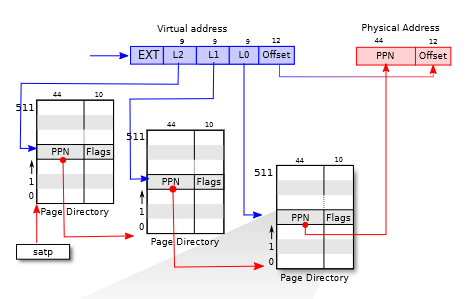 Virtual address
Physical Address
9 9 9 12
EXT L2 L1 L0 Offset
44 12
PPN Offset
44 10
511
PPN Flags
1
0
Page Directory
satp
44 10
511
PPN Flags
1
0
Page Directory
44 10
511
PPN Flags
1
0
Page Directory